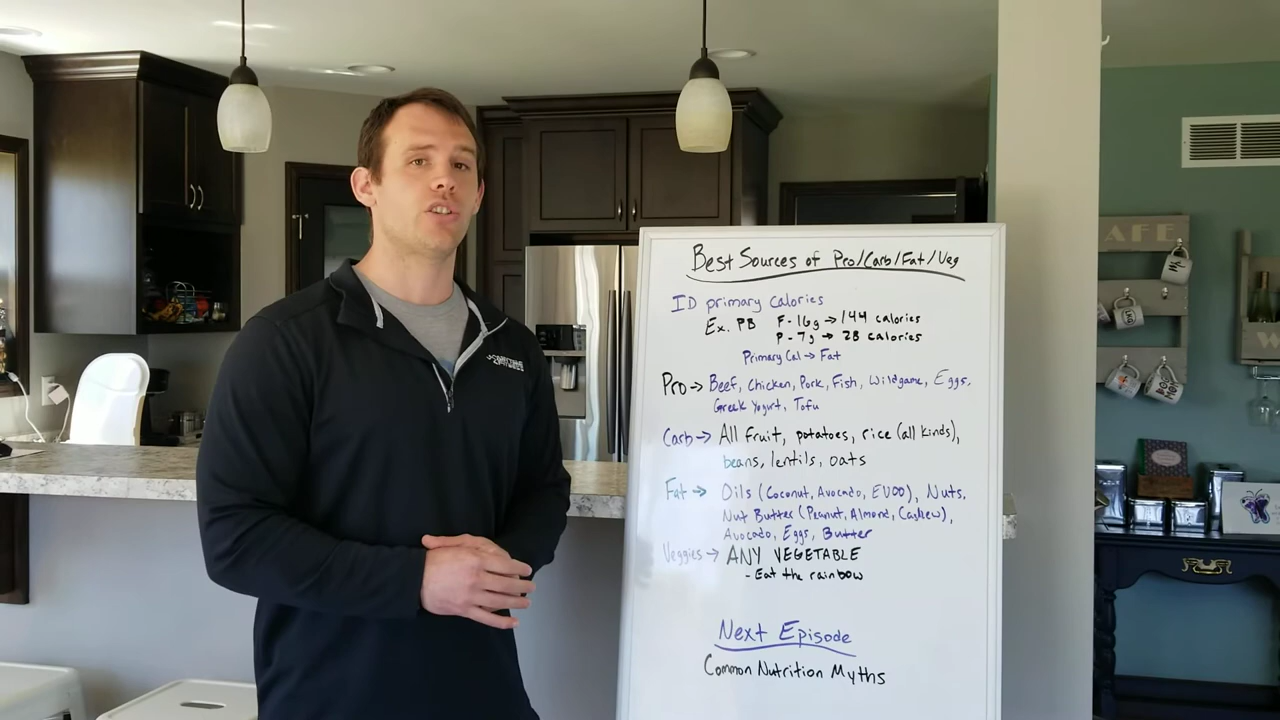 Best Sources of Pro/Carb/Fat/Veg
ID primary calories
Ex. PB F-16g → 144 calories
P-7g → 28 calories
Primary Cal → Fat
Pro → Beef, Chicken, Pork, Fish, Wildgame, Eggs,
Greek Yogurt, Tofu
Carb → All Fruit, potatoes, rice (all kinds),
beans, lentils, oats
Fat → Oils (Coconut, Avocado, EVOO), Nuts,
Nut Butter (Peanut, Almond, Cashew),
Avocado, Eggs, Butter
Veggies → ANY VEGETABLE
- Eat the rainbow
Next Episode
Common Nutrition Myths
AFE